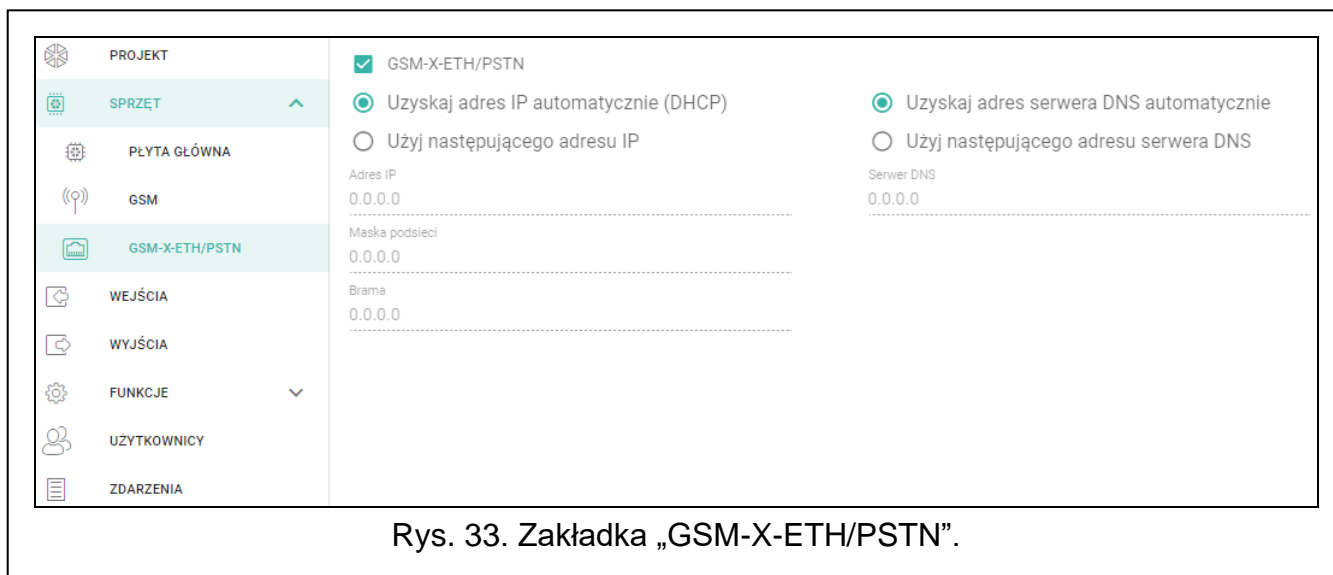 PROJEKT
SPRZĘT
PŁYTA GŁÓWNA
GSM
GSM-X-ETH/PSTN
WEJŚCIA
WYJŚCIA
FUNKCJE
UŻYTKOWNICY
ZDARZENIA
GSM-X-ETH/PSTN
Uzyskaj adres IP automatycznie (DHCP)
Użyj następującego adresu IP
Adres IP
0.0.0.0
Maska podsieci
0.0.0.0
Brama
0.0.0.0
Uzyskaj adres serwera DNS automatycznie
Użyj następującego adresu serwera DNS
Serwer DNS
0.0.0.0
Rys. 33. Zakładka „GSM-X-ETH/PSTN”.